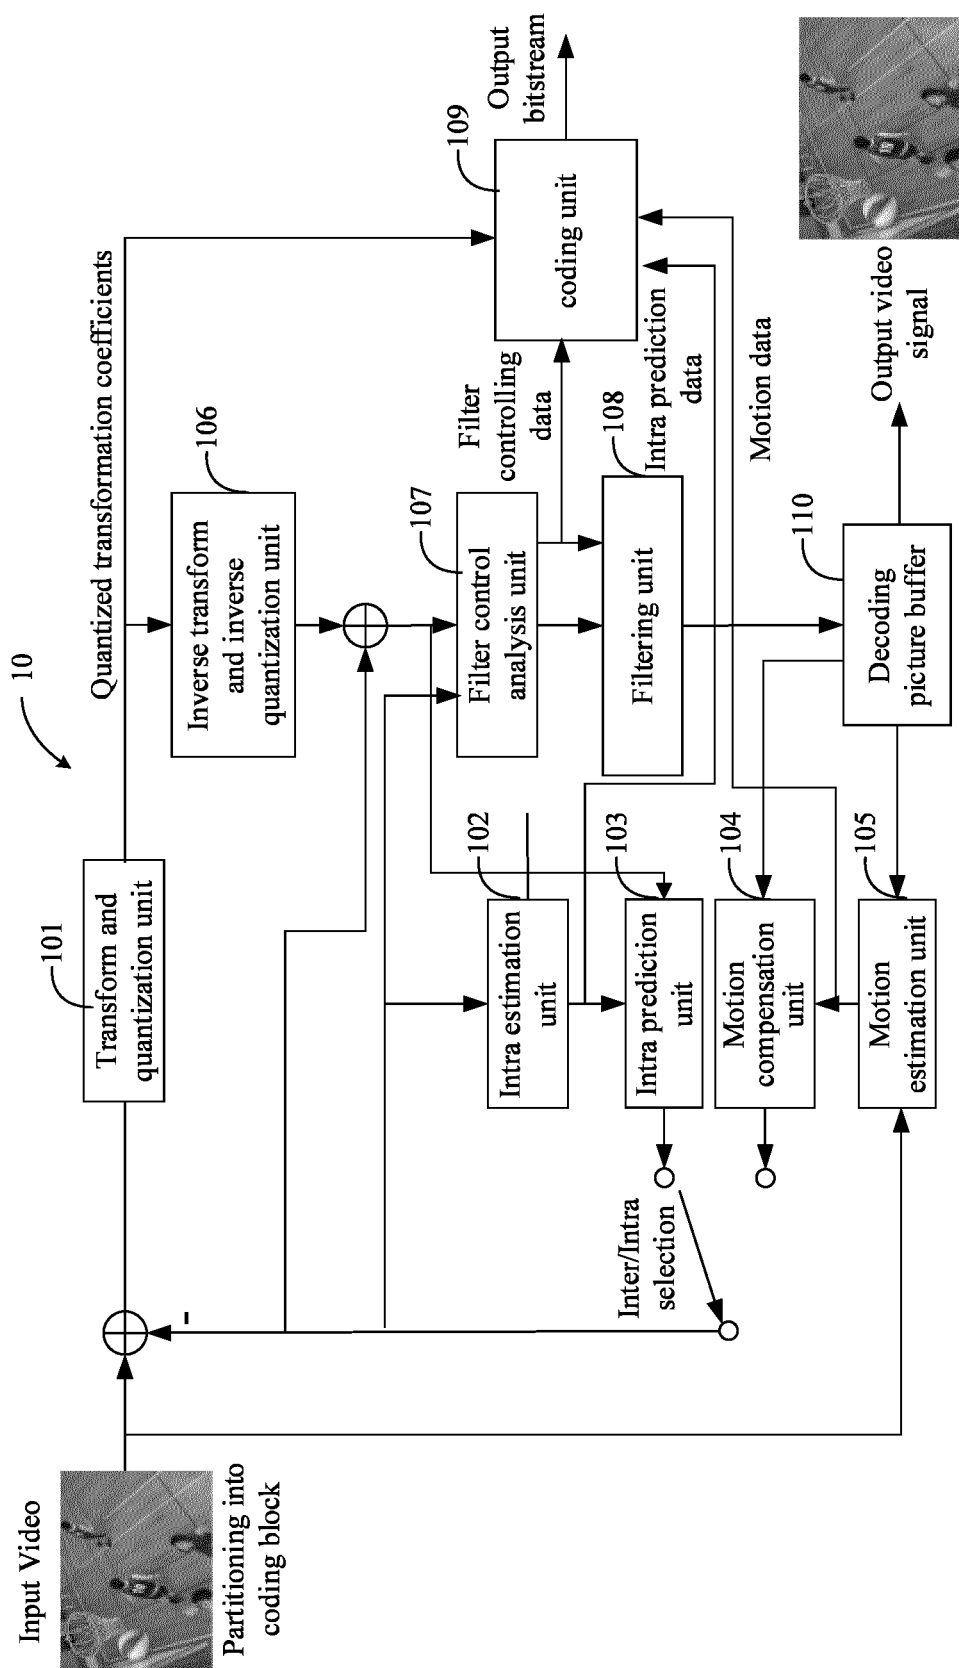 Input Video
Partitioning into
coding block
10
101
Transform and
quantization unit
Quantized transformation coefficients
106
Inverse transform
and inverse
quantization unit
107
Filter control
analysis unit
Filter
controlling
data
109
coding unit
Output
bitstream
102
Intra estimation
unit
108
Filtering unit
Intra prediction
data
103
Intra prediction
unit
Inter/Intra
selection
104
Motion
compensation
unit
Motion data
105
Motion
estimation unit
110
Decoding
picture buffer
Output video
signal
-